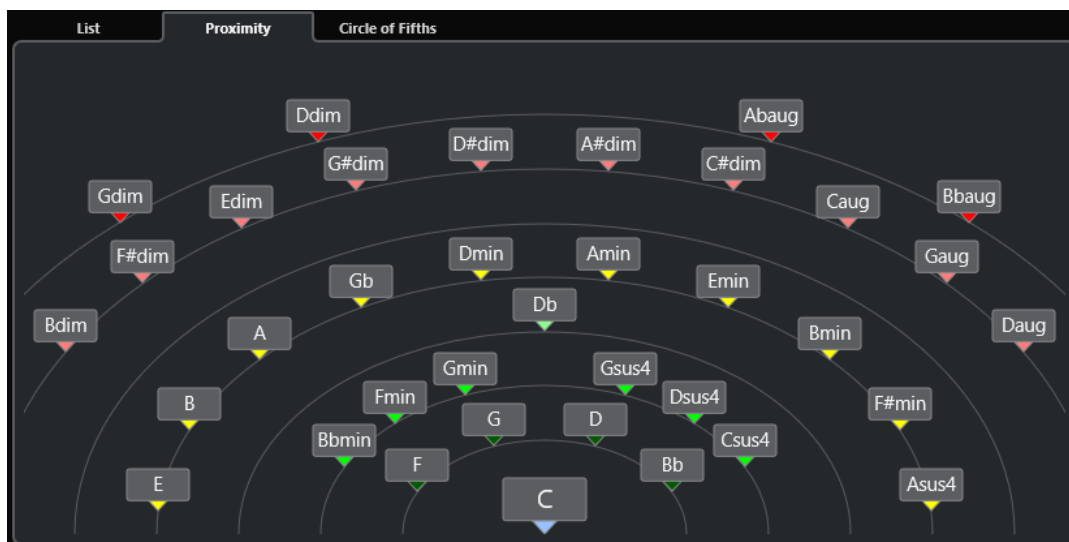 List Proximity Circle of Fifths
Ddim Abaug
D#dim A#dim
G#dim C#dim
Gdim Edim Caug Bbaug
F#dim Dmin Amin Gaug
Gb Emin
Db
Bdim A Bmin Daug
Gmin Gsus4
Fmin Dsus4
B F#min
G D
Bbmin Csus4
F Bb
E Asus4
C